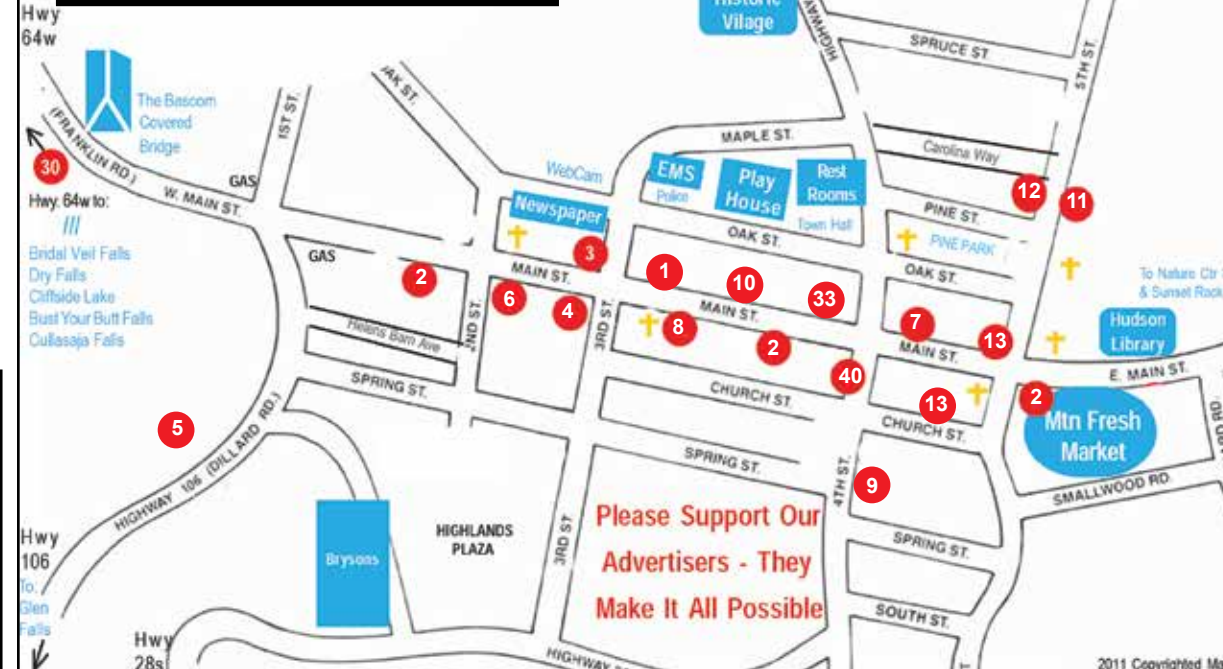 Hwy
64w
Historic
Vilage
HIGHWAY
SPRUCE ST.
5TH ST.
The Bascom
Covered
Bridge
(FRANKLIN RD.)
1ST ST.
OAK ST.
MAPLE ST.
Carolina Way
30
GAS
W. MAIN ST.
WebCam
EMS
Police
Play
House
Rest
Rooms
Town Hall
12
11
PINE ST.
Hwy. 64w to:
///
Bridal Veil Falls
Dry Falls
Cliffside Lake
Bust Your Butt Falls
Cullasaja Falls
Newspaper
OAK ST.
PINE PARK
GAS
2
MAIN ST.
3
1
10
33
OAK ST.
To Nature Ctr
& Sunset Rock
6
4
MAIN ST.
7
13
Hudson
Library
Helens Barn Ave
2ND ST.
3RD ST.
8
2
MAIN ST.
E. MAIN ST.
SPRING ST.
CHURCH ST.
40
13
2
Mtn Fresh
Market
5
CHURCH ST.
HIGHWAY 106 (DILLARD RD.)
SPRING ST.
4TH ST.
9
SMALLWOOD RD.
Hwy
106
To:
Glen
Falls
Brysons
HIGHLANDS
PLAZA
3RD ST
Please Support Our
Advertisers - They
Make It All Possible
SPRING ST.
SOUTH ST.
Hwy
28s
HIGHWAY
2011 Copyrighted